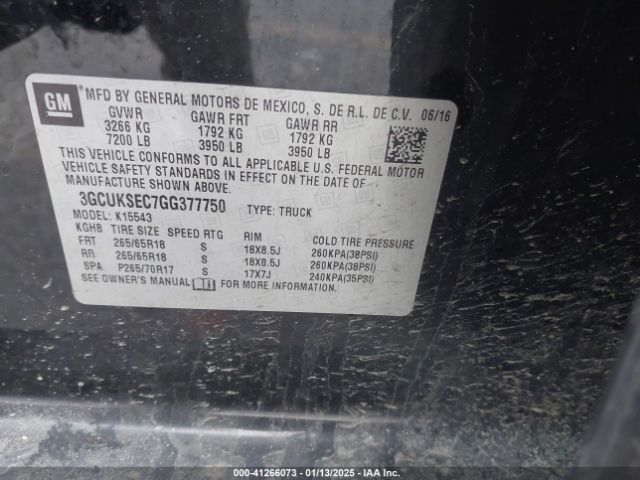 GM
MFD BY GENERAL MOTORS DE MEXICO, S. DE R.L. DE C.V. 06/16
GVWR GAWR FRT GAWR RR
3266 KG 1792 KG 1792 KG
7200 LB 3950 LB 3950 LB
THIS VEHICLE CONFORMS TO ALL APPLICABLE U.S. FEDERAL MOTOR
VEHICLE SAFETY STANDARDS IN EFFECT ON THE DATE OF
MANUFACTURE SHOWN ABOVE.
3GCUKSEC7GG377750 TYPE: TRUCK
MODEL: K15543
KGH8 TIRE SIZE SPEED RTG RIM COLD TIRE PRESSURE
FRT 265/65R18 S 18X8.5J 260KPA(38PSI)
RR 265/65R18 S 18X8.5J 260KPA(38PSI)
SPA P265/70R17 S 17X7J 240KPA(35PSI)
SEE OWNER'S MANUAL FOR MORE INFORMATION.
000-41266073 | 01/13/2025 | IAA Inc.